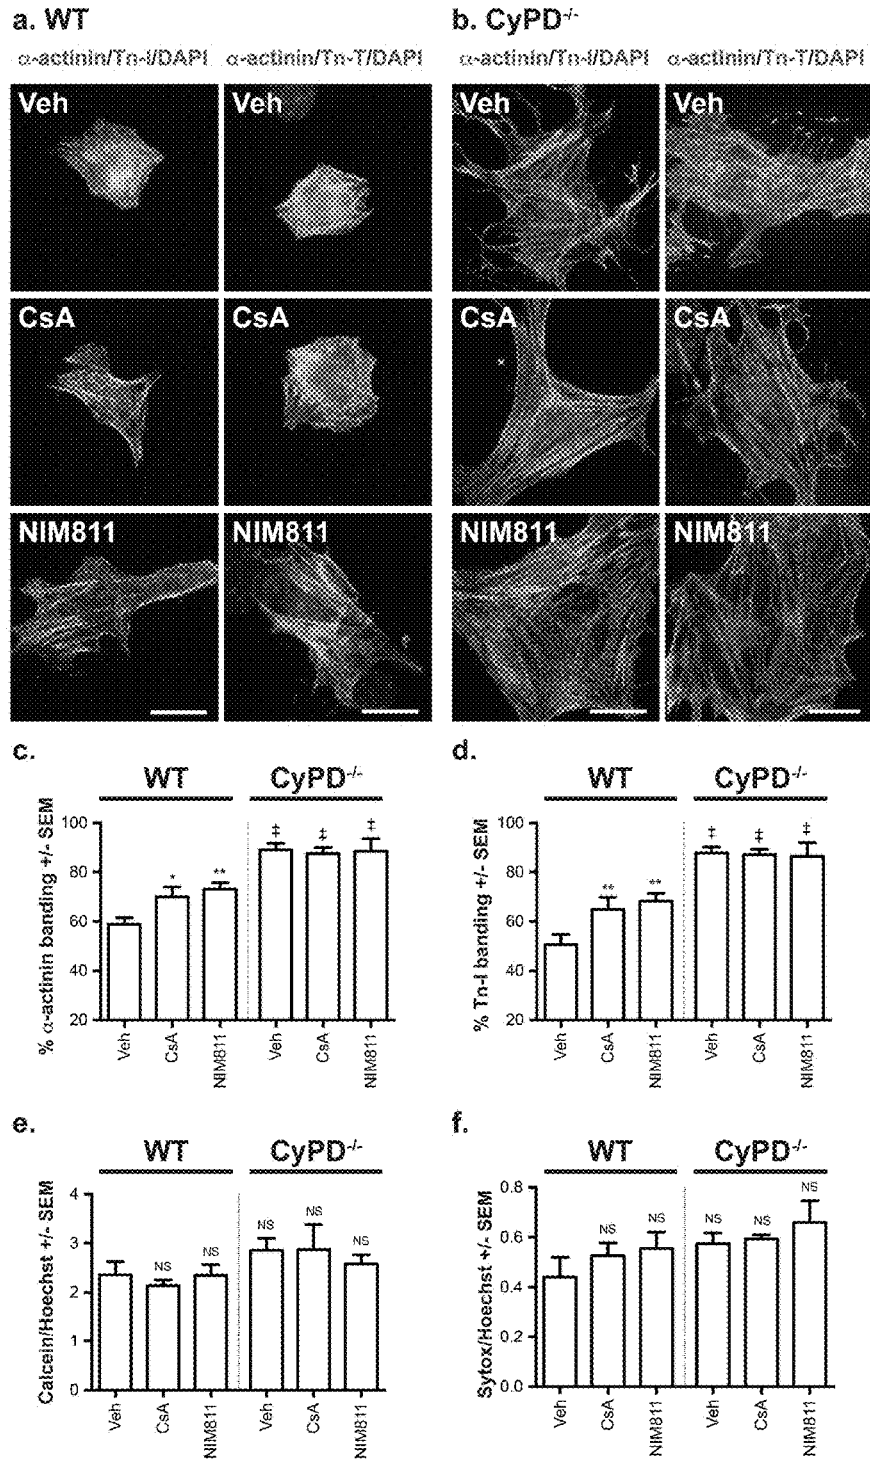 a. WT
b. CyPD-/-
α-actinin/Tn-I/DAPI
α-actinin/Tn-T/DAPI
α-actinin/Tn-I/DAPI
α-actinin/Tn-T/DAPI
Veh
Veh
Veh
Veh
CsA
CsA
CsA
CsA
NIM811
NIM811
NIM811
NIM811
c.
WT
CyPD-/-
% α-actinin banding +/- SEM
100
80
60
40
20
*
**
‡
‡
‡
Veh
CsA
NIM811
Veh
CsA
NIM811
d.
WT
CyPD-/-
% Tn-I banding +/- SEM
100
80
60
40
20
**
**
‡
‡
‡
Veh
CsA
NIM811
Veh
CsA
NIM811
e.
WT
CyPD-/-
Calcein/Hoechst +/- SEM
4
3
2
1
0
NS
NS
NS
NS
NS
Veh
CsA
NIM811
Veh
CsA
NIM811
f.
WT
CyPD-/-
Sytox/Hoechst +/- SEM
0.8
0.6
0.4
0.2
0.0
NS
NS
NS
NS
NS
Veh
CsA
NIM811
Veh
CsA
NIM811